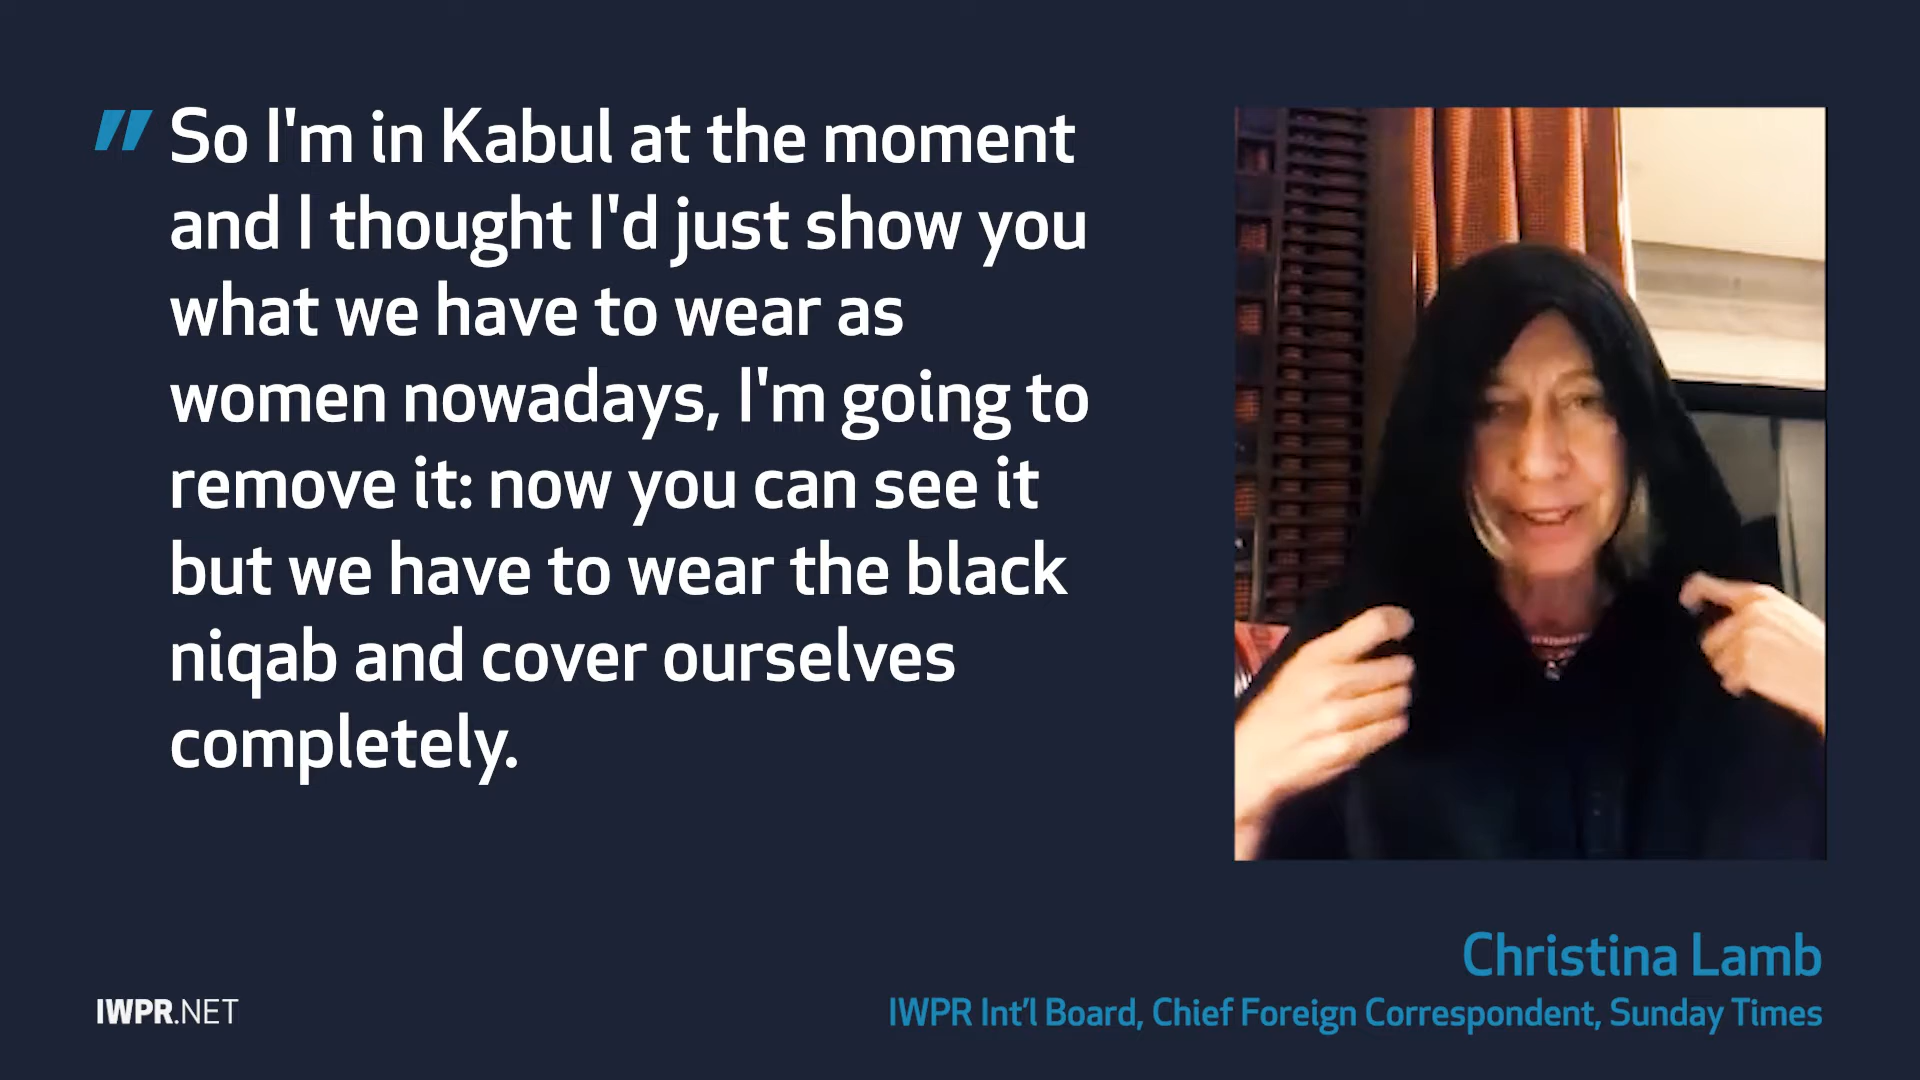 "So I'm in Kabul at the moment
and I thought I'd just show you
what we have to wear as
women nowadays, I'm going to
remove it: now you can see it
but we have to wear the black
niqab and cover ourselves
completely.
Christina Lamb
IWPR Int'l Board, Chief Foreign Correspondent, Sunday Times
IWPR.NET